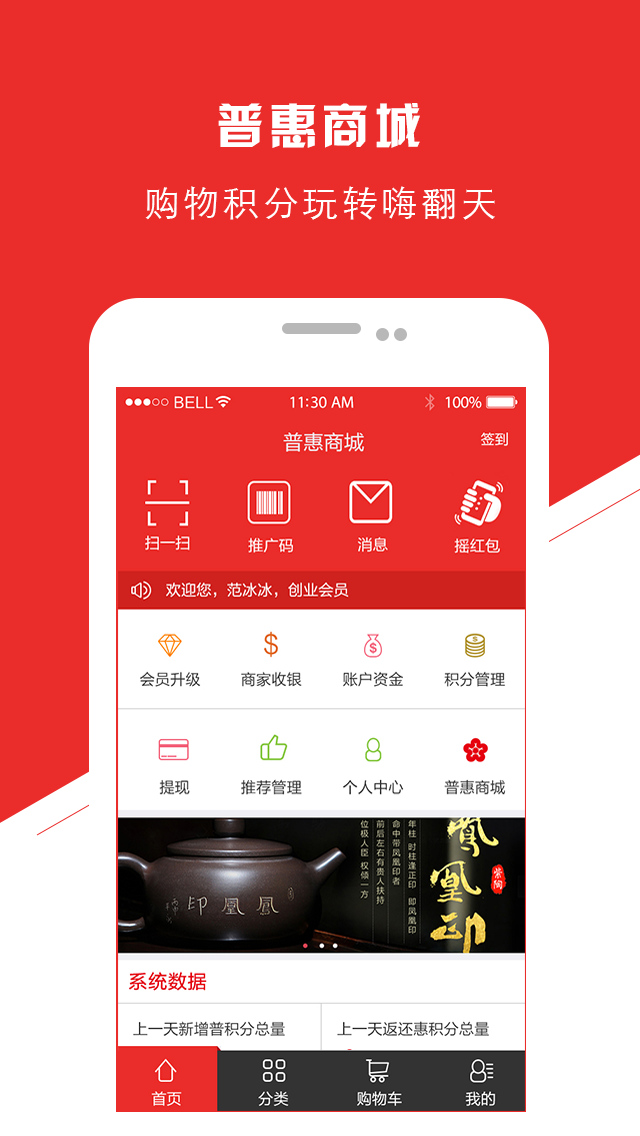 普惠商城
购物积分玩转嗨翻天
BELL 11:30 AM 100%
普惠商城 签到
扫一扫 推广码 消息 摇红包
欢迎您，范冰冰，创业会员
会员升级 商家收银 账户资金 积分管理
提现 推荐管理 个人中心 普惠商城
年柱 时柱逢正印 即凤凰印
命中带凤凰印者
前后左右有贵人扶持
位极人臣 权倾一方
鳳凰印
紫陶
印凰鳳
系统数据
上一天新增普积分总量 上一天返还惠积分总量
首页 分类 购物车 我的